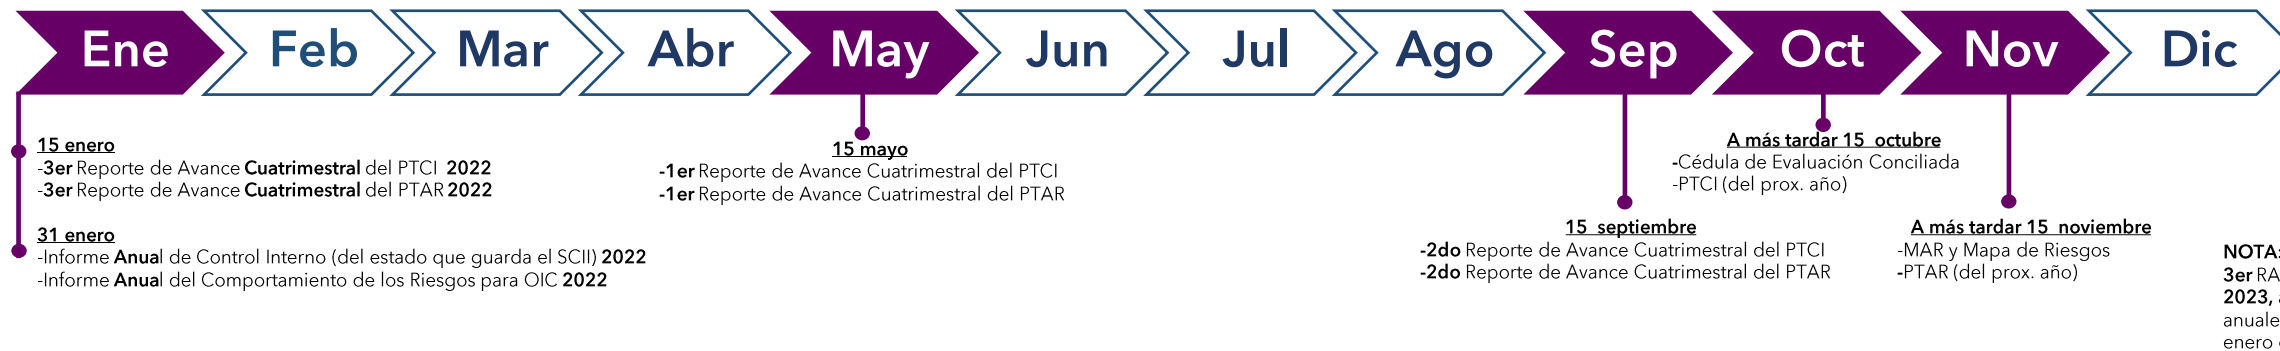 Ene Feb Mar Abr May Jun Jul Ago Sep Oct Nov Dic
15 enero
-3er Reporte de Avance Cuatrimestral del PTCI 2022
-3er Reporte de Avance Cuatrimestral del PTAR 2022
31 enero
-Informe Anual de Control Interno (del estado que guarda el SCII) 2022
-Informe Anual del Comportamiento de los Riesgos para OIC 2022
15 mayo
-1er Reporte de Avance Cuatrimestral del PTCI
-1er Reporte de Avance Cuatrimestral del PTAR
15 septiembre
-2do Reporte de Avance Cuatrimestral del PTCI
-2do Reporte de Avance Cuatrimestral del PTAR
A más tardar 15 octubre
-Cédula de Evaluación Conciliada
-PTCI (del prox. año)
A más tardar 15 noviembre
-MAR y Mapa de Riesgos
-PTAR (del prox. año)
NOTA:
3er
2023,
enero